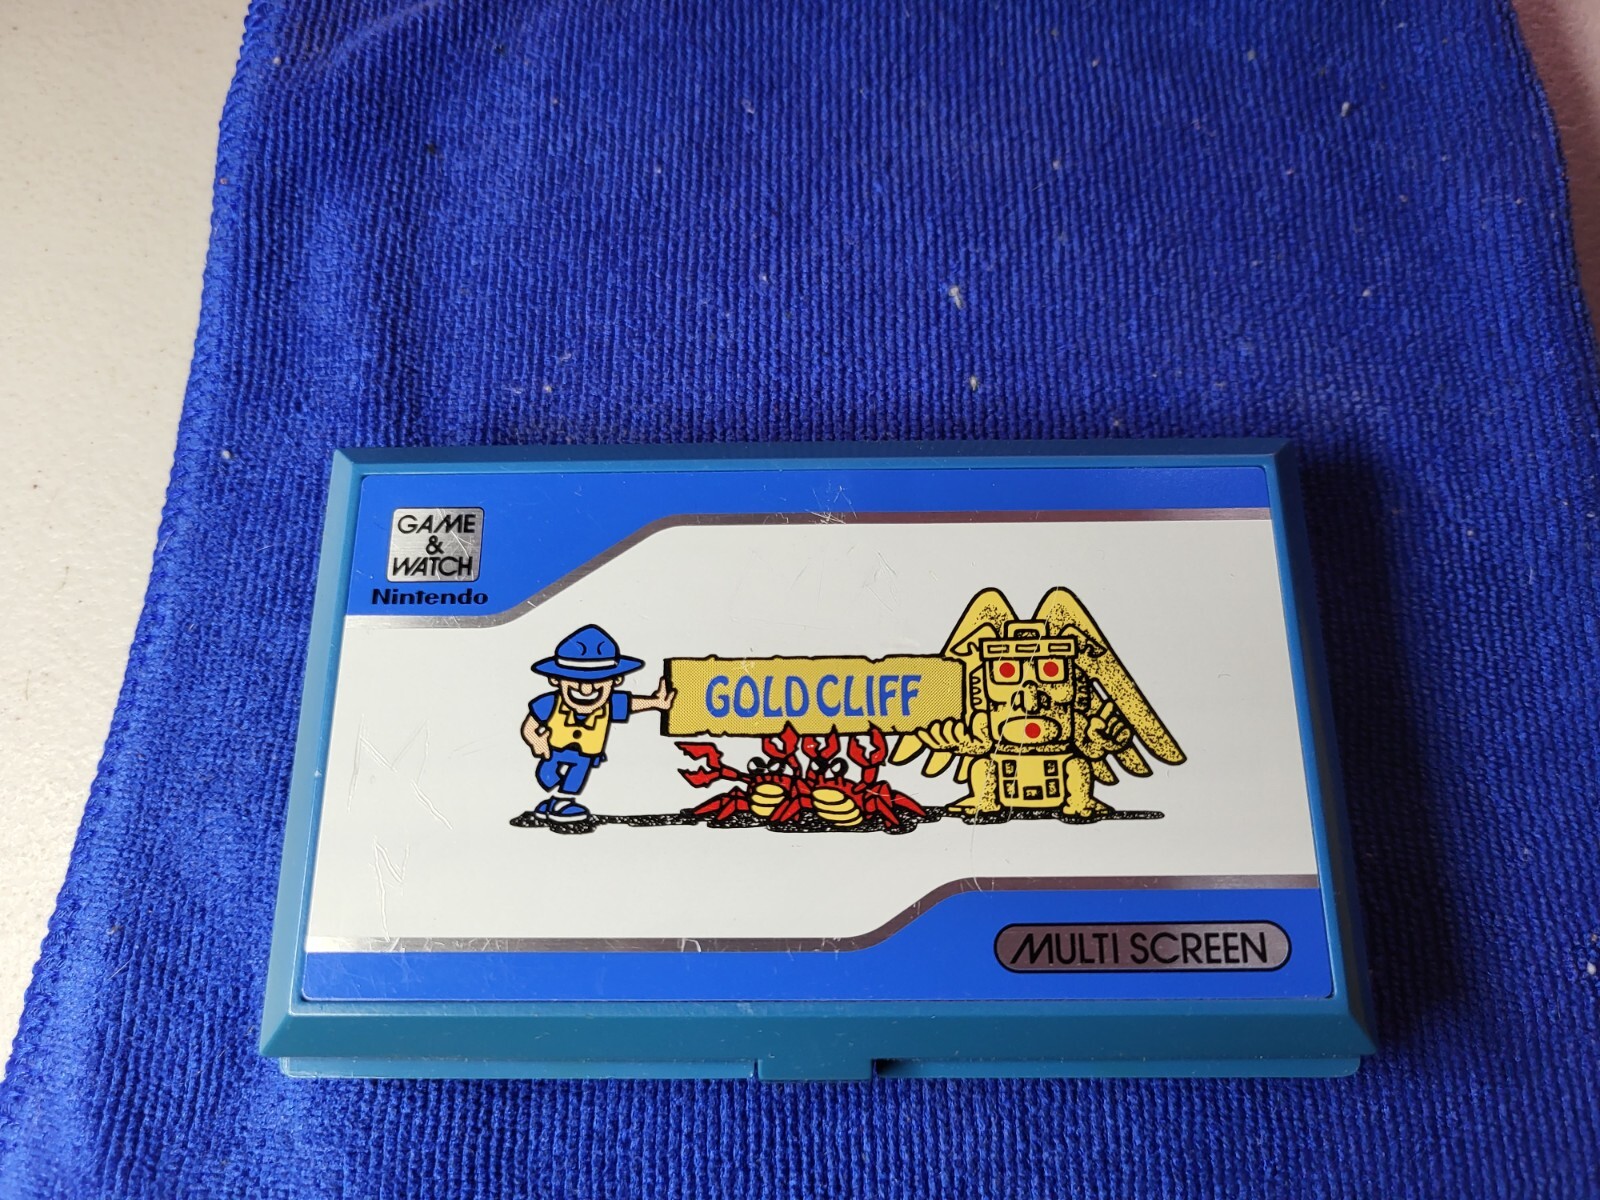 GAME
&
WATCH
Nintendo
GOLD CLIFF
MULTI SCREEN